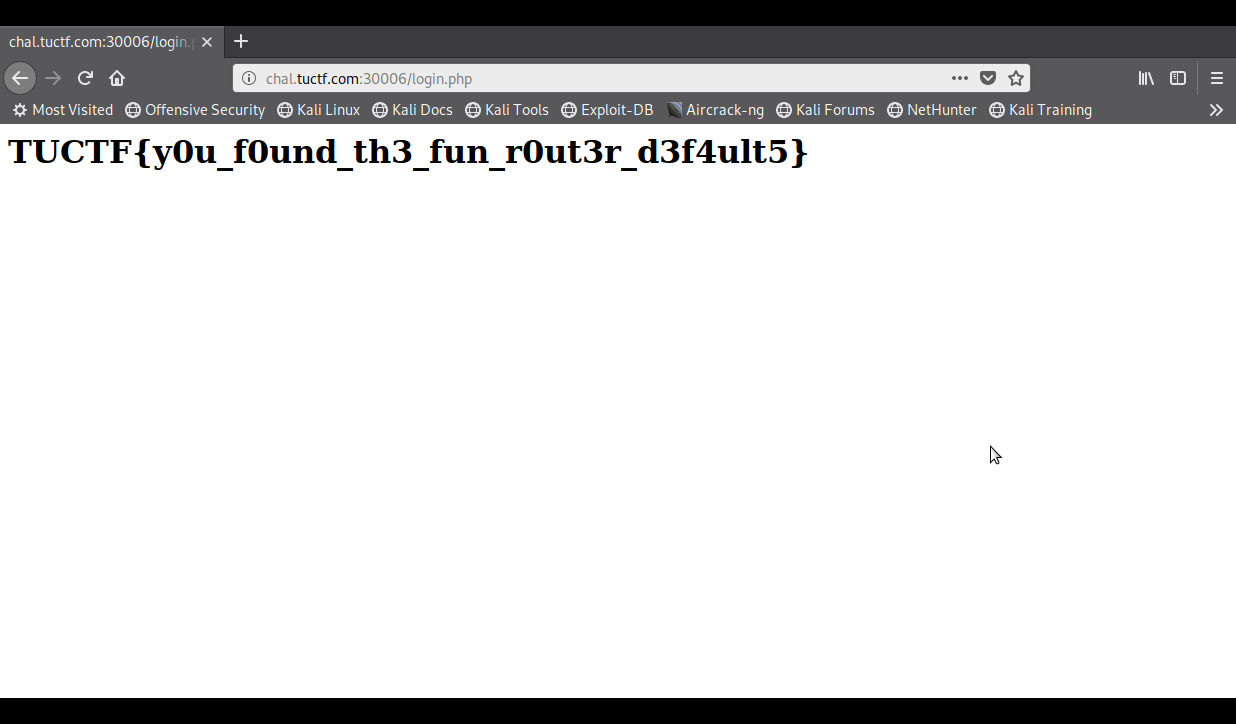 chal.tuctf.com:30006/login.
chal.tuctf.com:30006/login.php
Most Visited Offensive Security Kali Linux Kali Docs Kali Tools Exploit-DB Aircrack-ng Kali Forums NetHunter Kali Training
TUCTF{y0u_f0und_th3_fun_r0ut3r_d3f4ult5}